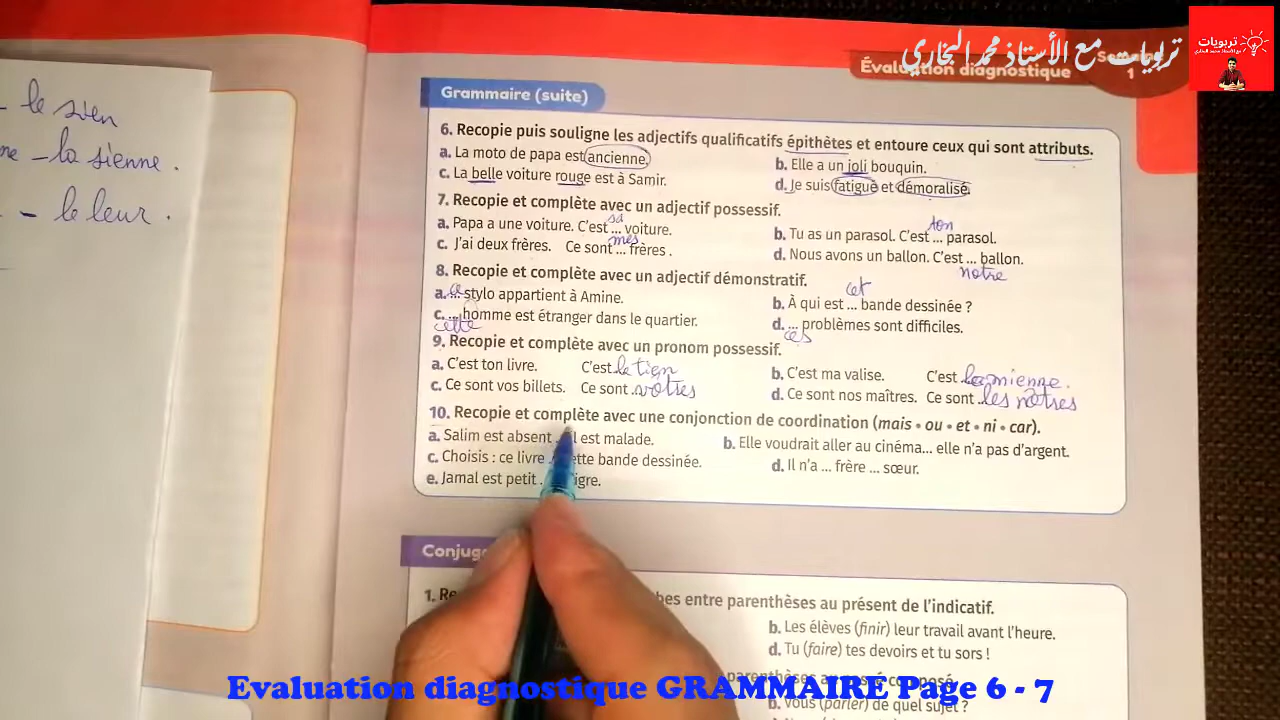 تربويات مع الأستاذ محمد البخاري
تربويات
Évaluation diagnostique
1
le sien
la sienne.
le leur.
Grammaire (suite)
6. Recopie puis souligne les adjectifs qualificatifs épithètes et entoure ceux qui sont attributs.
a. La moto de papa est ancienne.
b. Elle a un joli bouquin.
c. La belle voiture rouge est à Samir.
d. Je suis fatigué et démoralisé.
7. Recopie et complète avec un adjectif possessif.
a. Papa a une voiture. C'est ... sa voiture.
b. Tu as un parasol. C'est ... ton parasol.
c. J'ai deux frères. Ce sont ... mes frères.
d. Nous avons un ballon. C'est ... notre ballon.
8. Recopie et complète avec un adjectif démonstratif.
a. ... ce stylo appartient à Amine.
b. À qui est ... cet bande dessinée ?
c. ... cette homme est étranger dans le quartier.
d. ... ces problèmes sont difficiles.
9. Recopie et complète avec un pronom possessif.
a. C'est ton livre. C'est le tien
b. C'est ma valise. C'est la mienne.
c. Ce sont vos billets. Ce sont votres
d. Ce sont nos maîtres. Ce sont les nôtres
10. Recopie et complète avec une conjonction de coordination (mais • ou • et • ni • car).
a. Salim est absent il est malade.
b. Elle voudrait aller au cinéma... elle n'a pas d'argent.
c. Choisis : ce livre cette bande dessinée.
d. Il n'a ... frère ... sœur.
e. Jamal est petit
Conjug
1. Re entre parenthèses au présent de l'indicatif.
b. Les élèves (finir) leur travail avant l'heure.
d. Tu (faire) tes devoirs et tu sors !
b. Vous (parler) de quel sujet ?
Evaluation diagnostique GRAMMAIRE Page 6 - 7